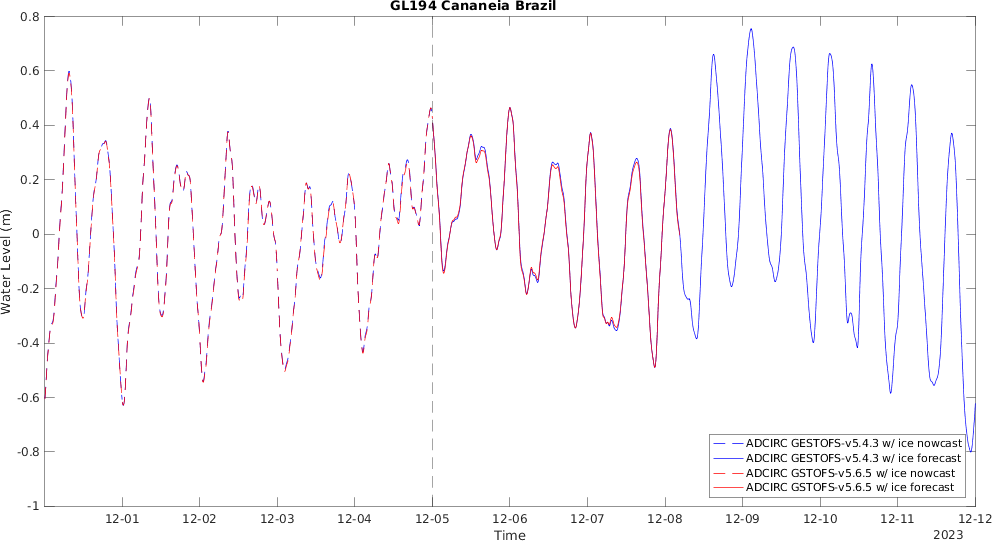 GL194 Cananeia Brazil
0.8
0.6
0.4
0.2
0
-0.2
-0.4
-0.6
-0.8
-1
Water Level (m)
ADCIRC GESTOFS-v5.4.3 w/ ice nowcast
ADCIRC GESTOFS-v5.4.3 w/ ice forecast
ADCIRC GSTOFS-v5.6.5 w/ ice nowcast
ADCIRC GSTOFS-v5.6.5 w/ ice forecast
12-01 12-02 12-03 12-04 12-05 12-06 12-07 12-08 12-09 12-10 12-11 12-12
Time
2023